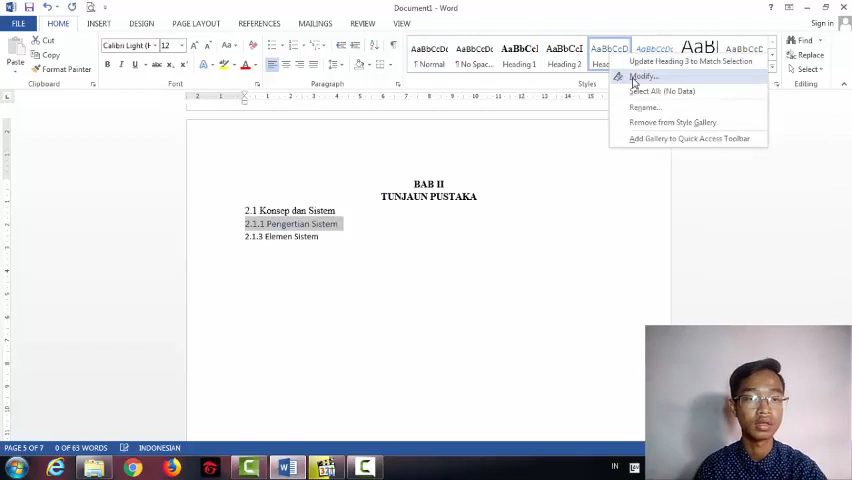 Document1 - Word
Sign in
FILE HOME INSERT DESIGN PAGE LAYOUT REFERENCES MAILINGS REVIEW VIEW
Paste
Cut
Copy
Format Painter
Clipboard
Calibri Light (H
12
Font
Paragraph
AaBbCcDc AaBbCcDc AaBbCcI AaBbCcD AaBbCcD AaBbCcDc AaBl AaBbCcD
¶ Normal ¶ No Spac... Heading 1 Heading 2 Head
Styles
Find
Replace
Select
Editing
Update Heading 3 to Match Selection
Modify...
Select All: (No Data)
Rename...
Remove from Style Gallery
Add Gallery to Quick Access Toolbar
BAB II
TUNJAUN PUSTAKA
2.1 Konsep dan Sistem
2.1.1 Pengertian Sistem
2.1.3 Elemen Sistem
PAGE 5 OF 7 0 OF 63 WORDS INDONESIAN
IN